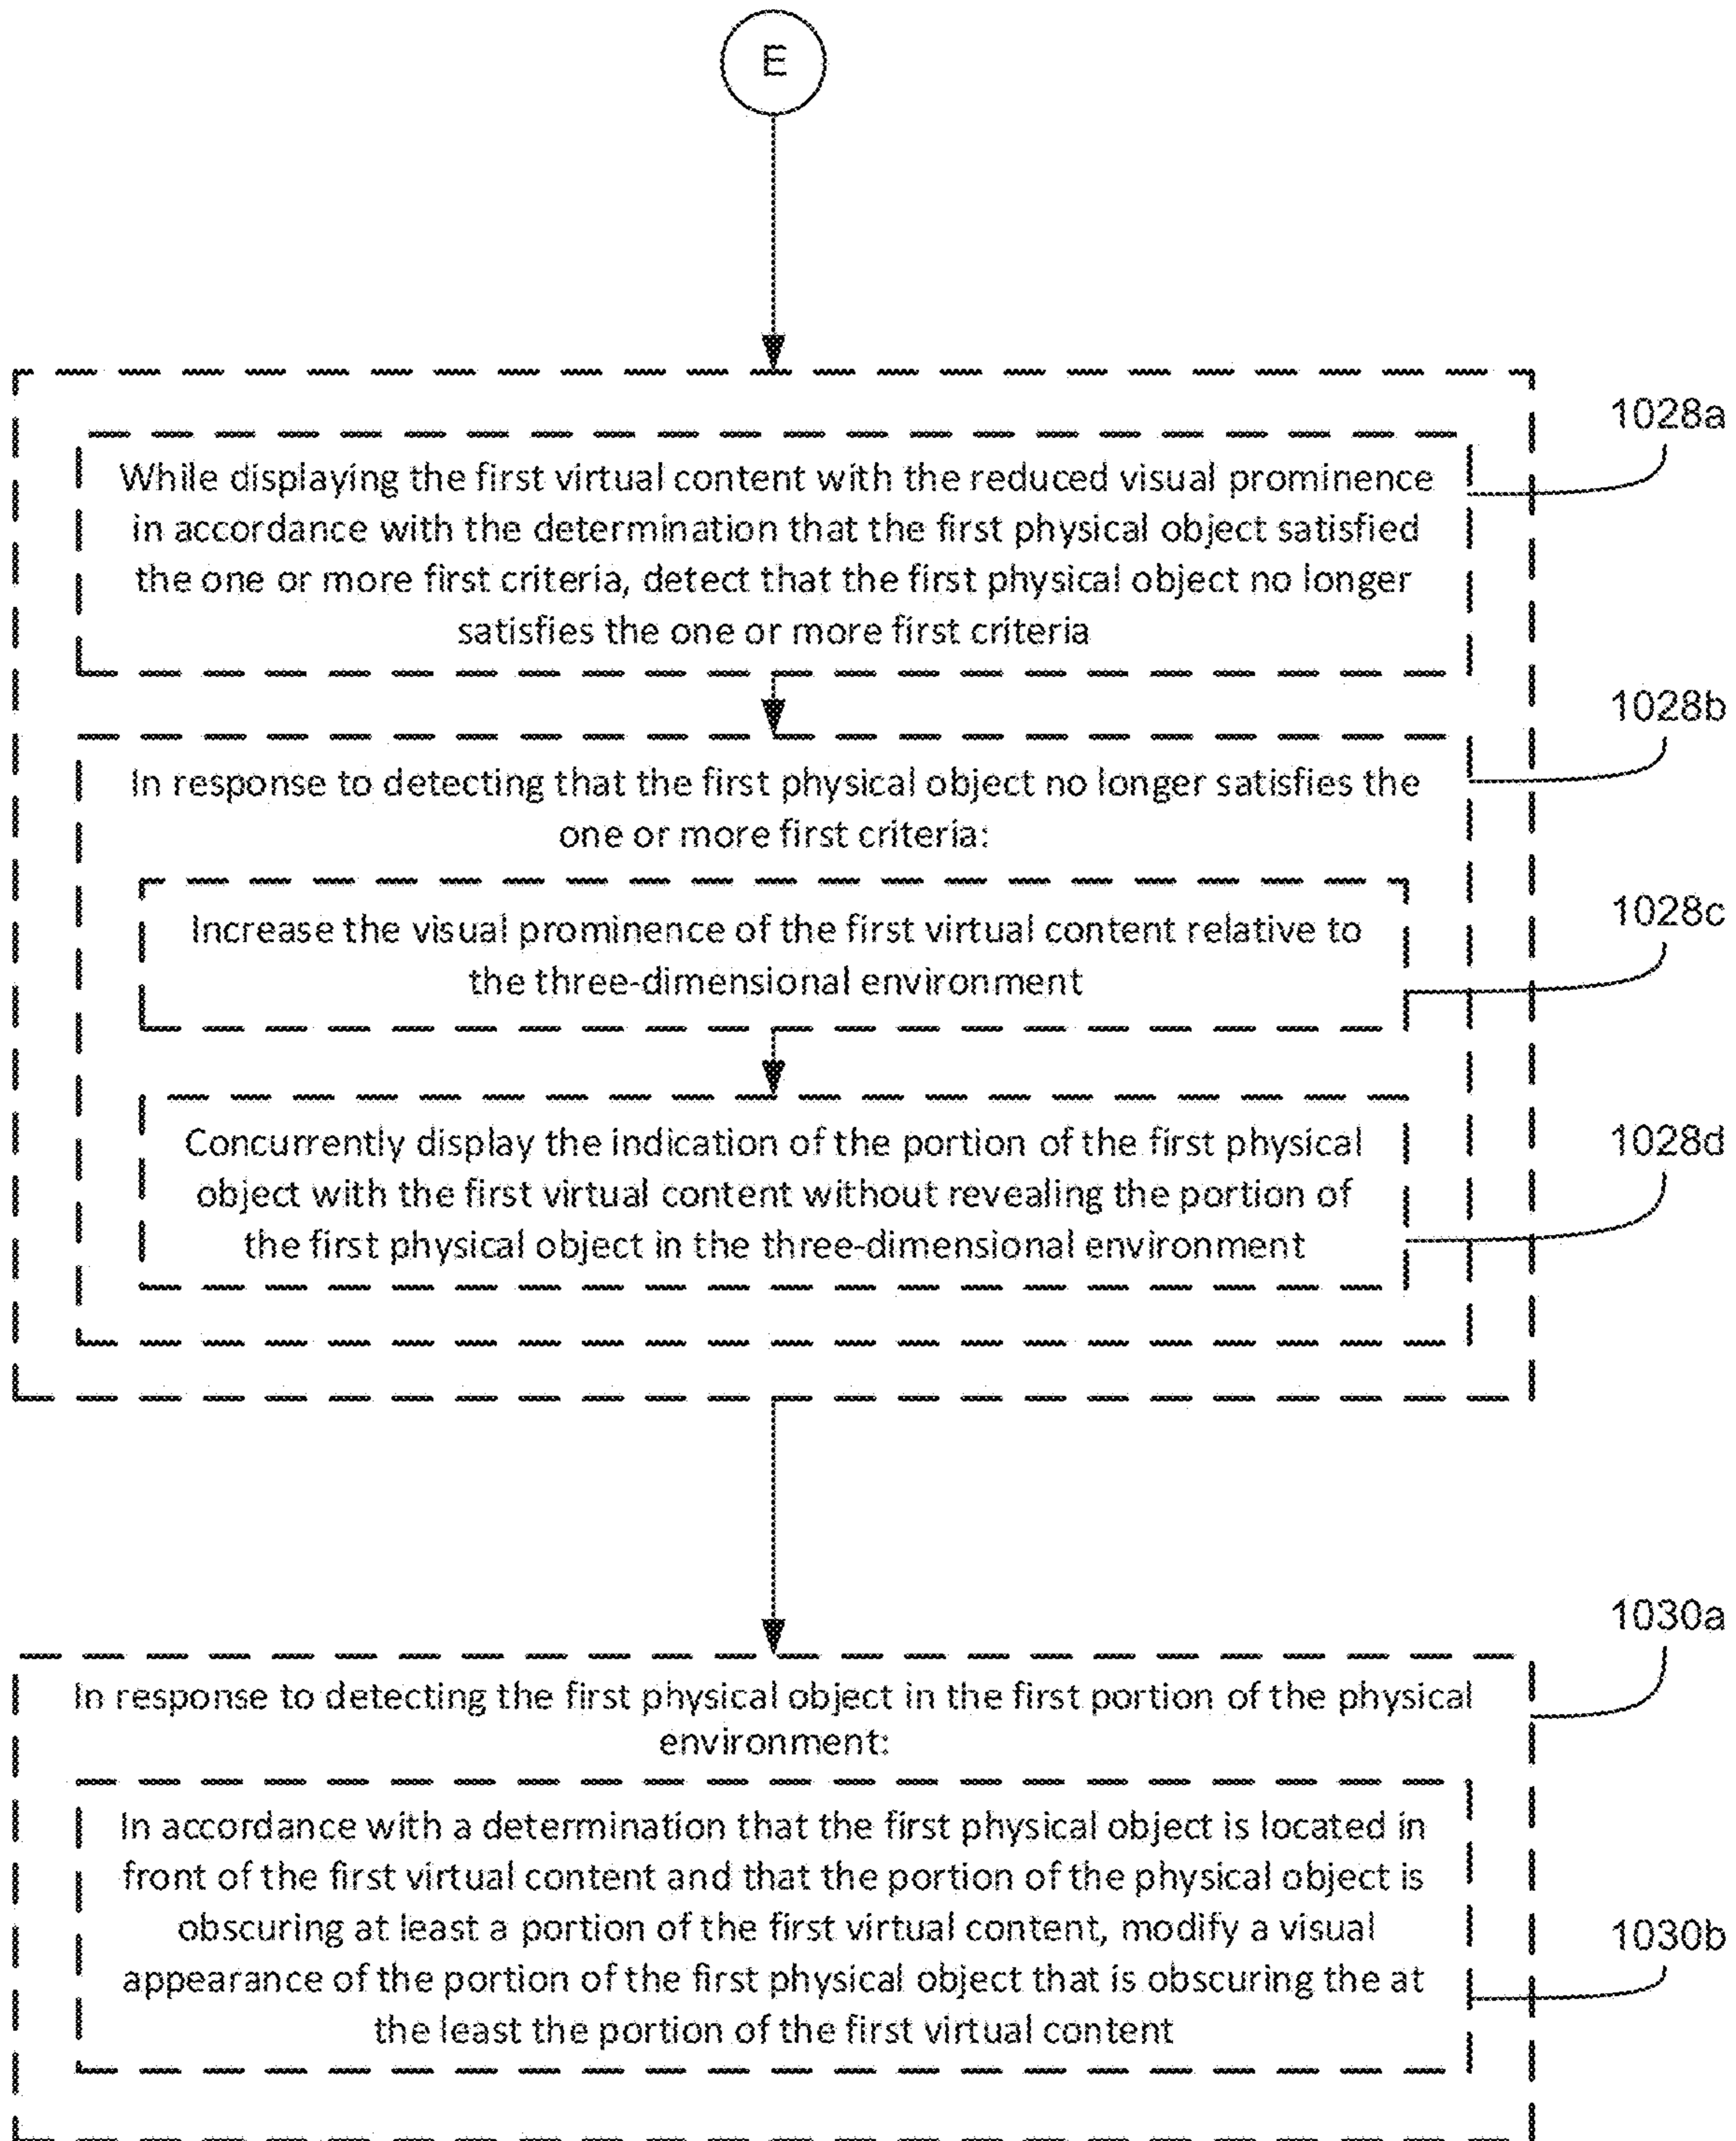 E
1028a
While displaying the first virtual content with the reduced visual prominence
in accordance with the determination that the first physical object satisfied
the one or more first criteria, detect that the first physical object no longer
satisfies the one or more first criteria
1028b
In response to detecting that the first physical object no longer satisfies the
one or more first criteria:
1028c
Increase the visual prominence of the first virtual content relative to
the three-dimensional environment
1028d
Concurrently display the indication of the portion of the first physical
object with the first virtual content without revealing the portion of
the first physical object in the three-dimensional environment
1030a
In response to detecting the first physical object in the first portion of the physical
environment:
1030b
In accordance with a determination that the first physical object is located in
front of the first virtual content and that the portion of the physical object is
obscuring at least a portion of the first virtual content, modify a visual
appearance of the portion of the first physical object that is obscuring the at
the least the portion of the first virtual content